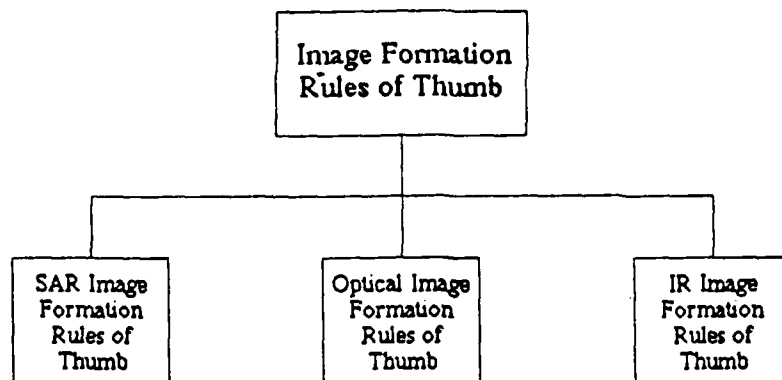 Image Formation
Rules of Thumb
SAR Image
Formation
Rules of
Thumb
Optical Image
Formation
Rules of
Thumb
IR Image
Formation
Rules of
Thumb